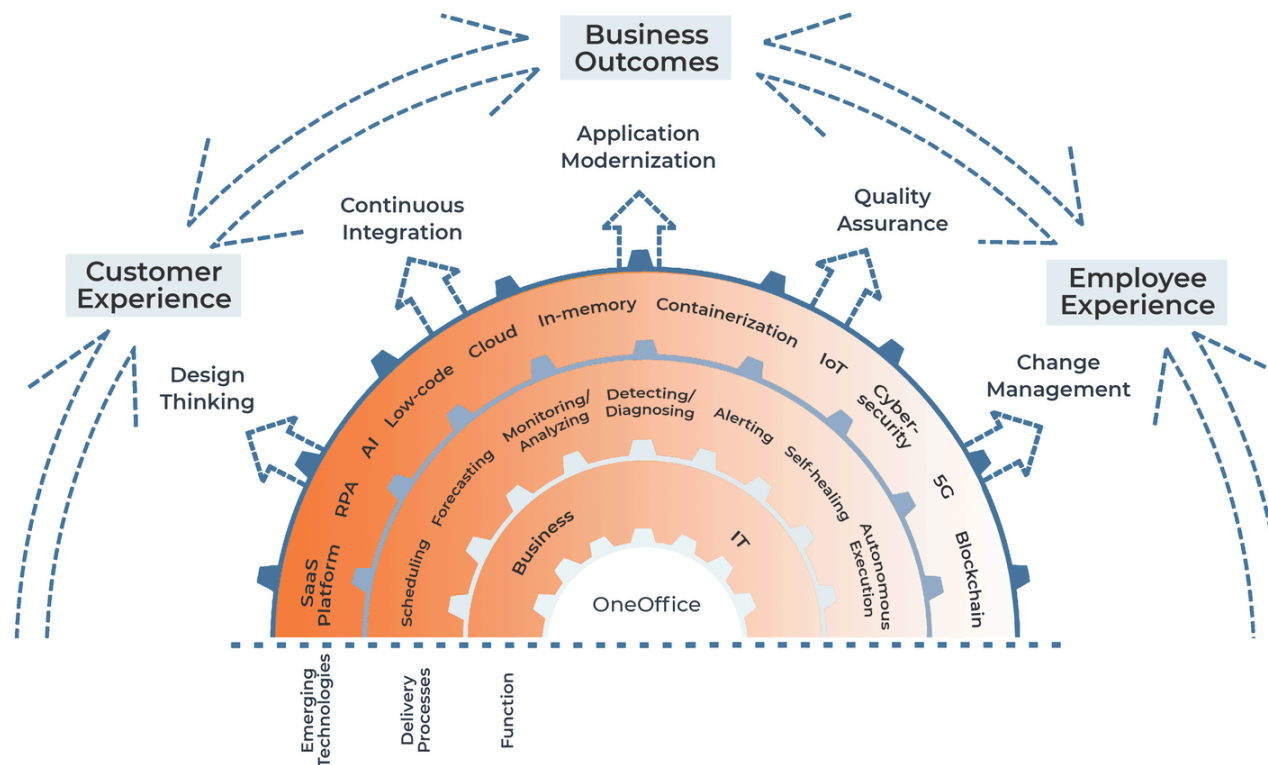 Business
Outcomes
Application
Modernization
Continuous
Integration
Quality
Assurance
Customer
Experience
Employee
Experience
Design
Thinking
Change
Management
SaaS
Platform
RPA
AI
Low-code
Cloud
In-memory
Containerization
IoT
Cyber-
security
5G
Blockchain
Scheduling
Forecasting
Monitoring/
Analyzing
Detecting/
Diagnosing
Alerting
Self-healing
Autonomous
Execution
Business
IT
OneOffice
Emerging
Technologies
Delivery
Processes
Function